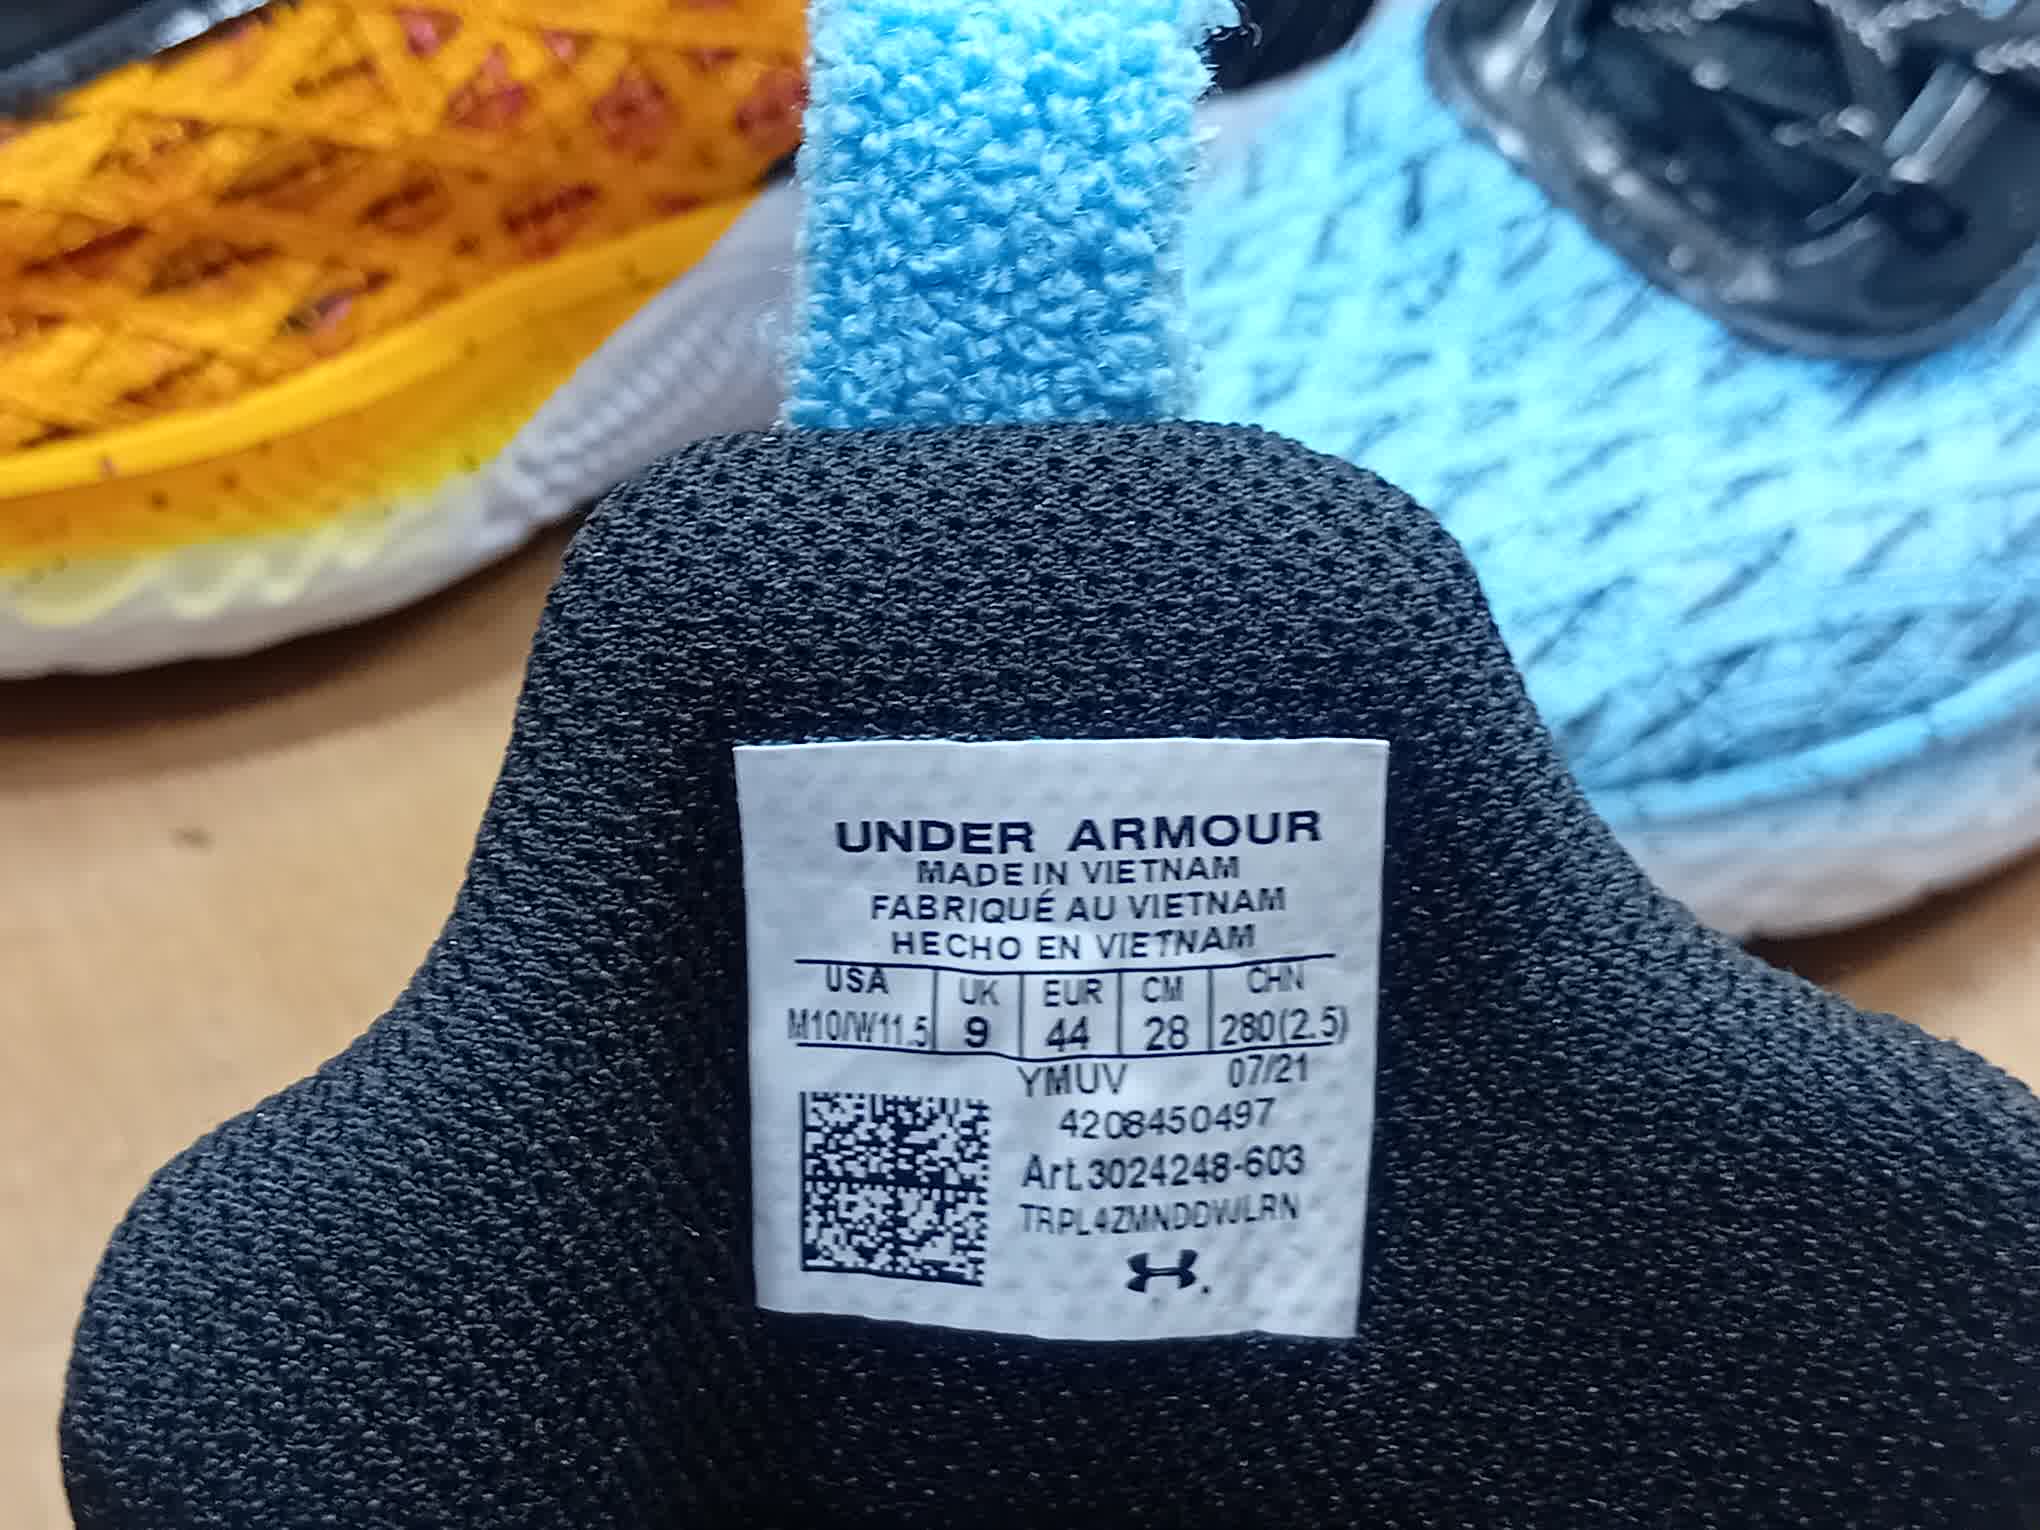 UNDER ARMOUR
MADE IN VIETNAM
FABRIQUÉ AU VIETNAM
HECHO EN VIETNAM
USA UK EUR CM CHN
M10/W11.5 9 44 28 280(2.5)
YMUV 07/21
4208450497
Art.3024248-603
TRPL4ZMNDDWJLRN